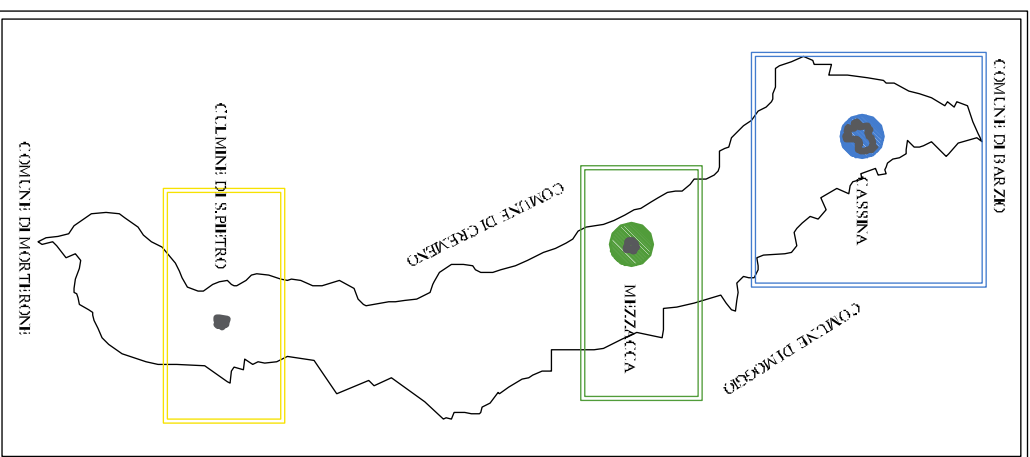 COMUNE DI BARZIO
CASSINA
COMUNE DI MOGGIO
MEZZACCA
COMUNE DI CREMENO
CULMINE DI S.PIETRO
COMUNE DI MORTERONE